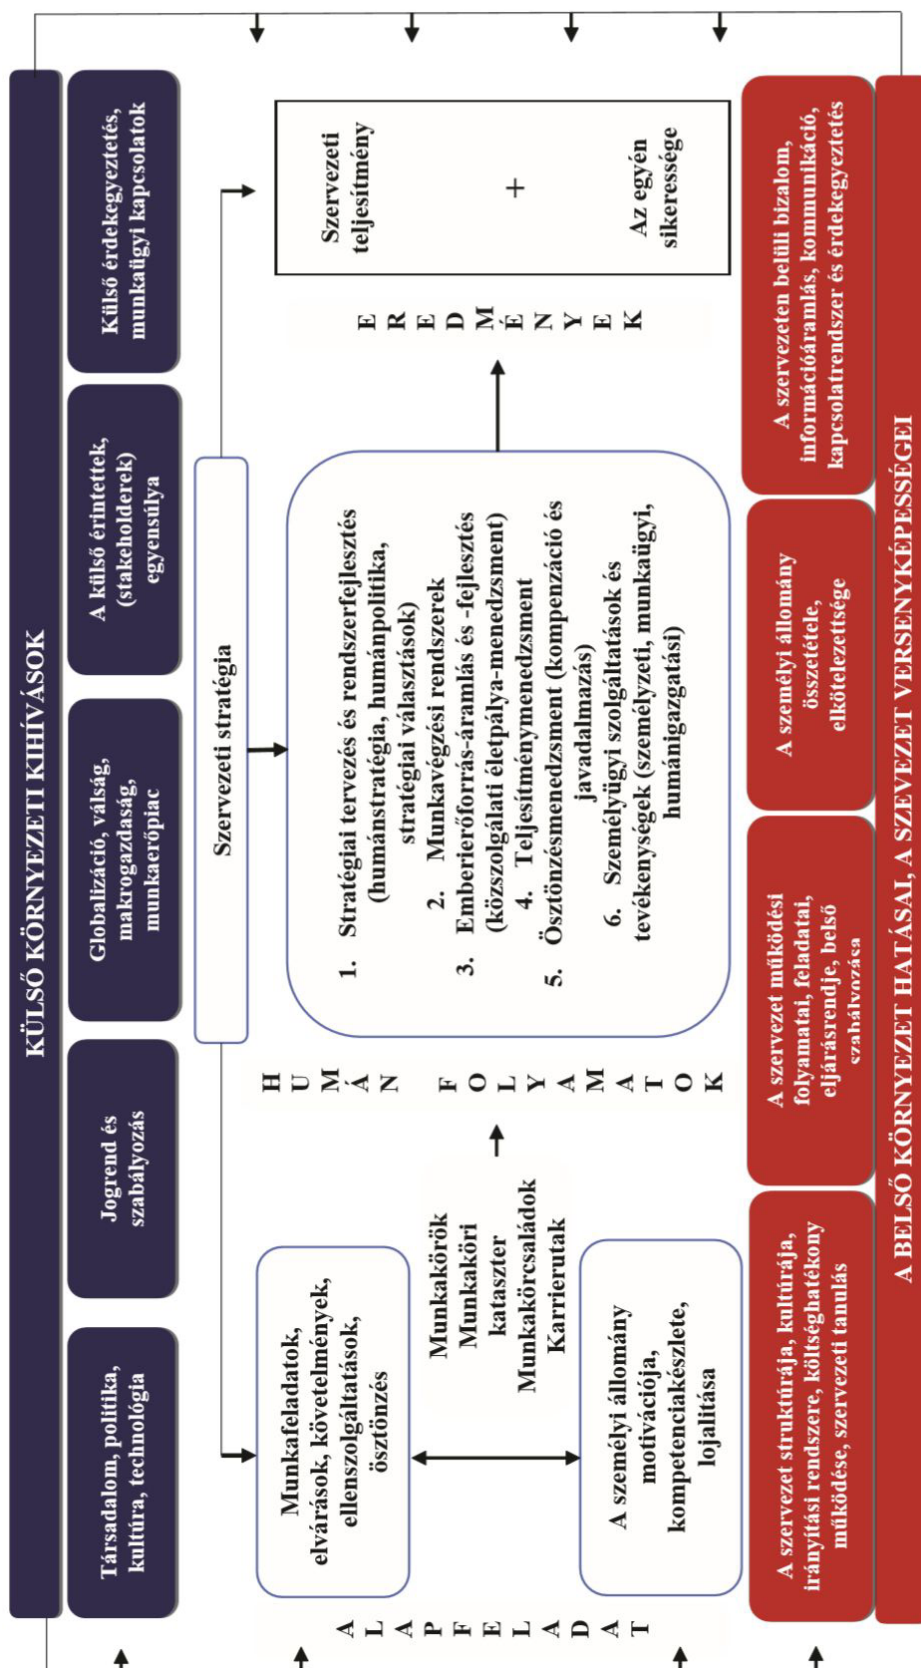 KÜLSŐ KÖRNYEZETI KIHÍVÁSOK
Társadalom, politika,
kultúra, technológia
Jogrend és
szabályozás
Globalizáció, válság,
makrogazdaság,
munkaerőpiac
A külső érintettek,
(stakeholderek)
egyensúlya
Külső érdekegyeztetés,
munkaügyi kapcsolatok
Szervezeti stratégia
ALAPFELADAT
Munkafeladatok,
elvárások, követelmények,
ellenszolgáltatások,
ösztönzés
Munkakörök
Munkaköri
kataszter
Munkakörcsaládok
Karrierutak
A személyi állomány
motivációja,
kompetenciakészlete,
lojalitása
HUMÁN FOLYAMATOK
1. Stratégiai tervezés és rendszerfejlesztés
(humánstratégia, humánpolitika,
stratégiai választások)
2. Munkavégzési rendszerek
3. Emberierőforrás-áramlás és -fejlesztés
(közszolgálati életpálya-menedzsment)
4. Teljesítménymenedzsment
5. Ösztönzésmenedzsment (kompenzáció és
javadalmazás)
6. Személyügyi szolgáltatások és
tevékenységek (személyzeti, munkaügyi,
humánigazgatási)
EREDMÉNYEK
Szervezeti
teljesítmény
+
Az egyén
sikeressége
A szervezet struktúrája, kultúrája,
irányítási rendszere, költséghatékony
működése, szervezeti tanulás
A szervezet működési
folyamatai, feladatai,
eljárásrendje, belső
szabályozása
A személyi állomány
összetétele,
elkötelezettsége
A szervezeten belüli bizalom,
információáramlás, kommunikáció,
kapcsolatrendszer és érdekegyeztetés
A BELSŐ KÖRNYEZET HATÁSAI, A SZEVEZET VERSENYKÉPESSÉGEI